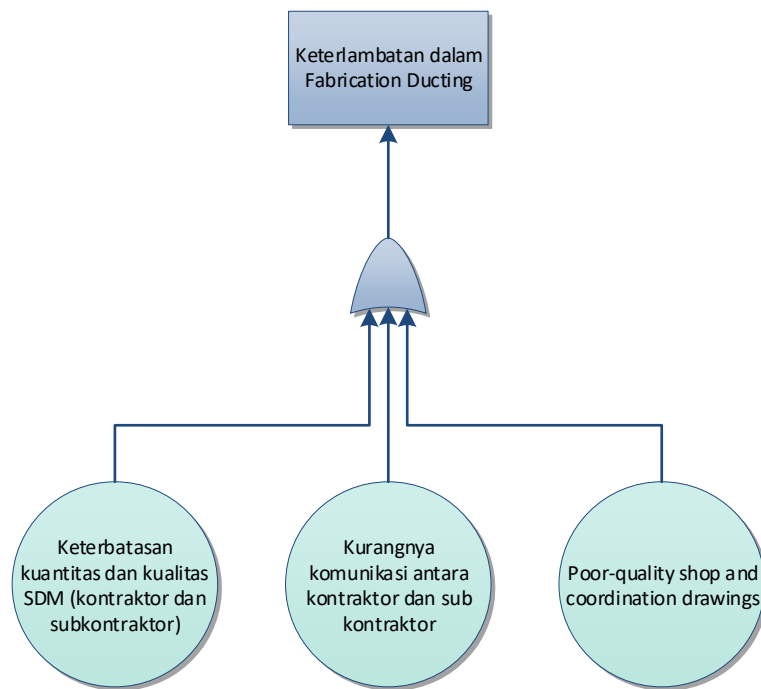 Keterlambatan dalam
Fabrication Ducting
Keterbatasan
kuantitas dan kualitas
SDM (kontraktor dan
subkontraktor)
Kurangnya
komunikasi antara
kontraktor dan sub
kontraktor
Poor-quality shop and
coordination drawings